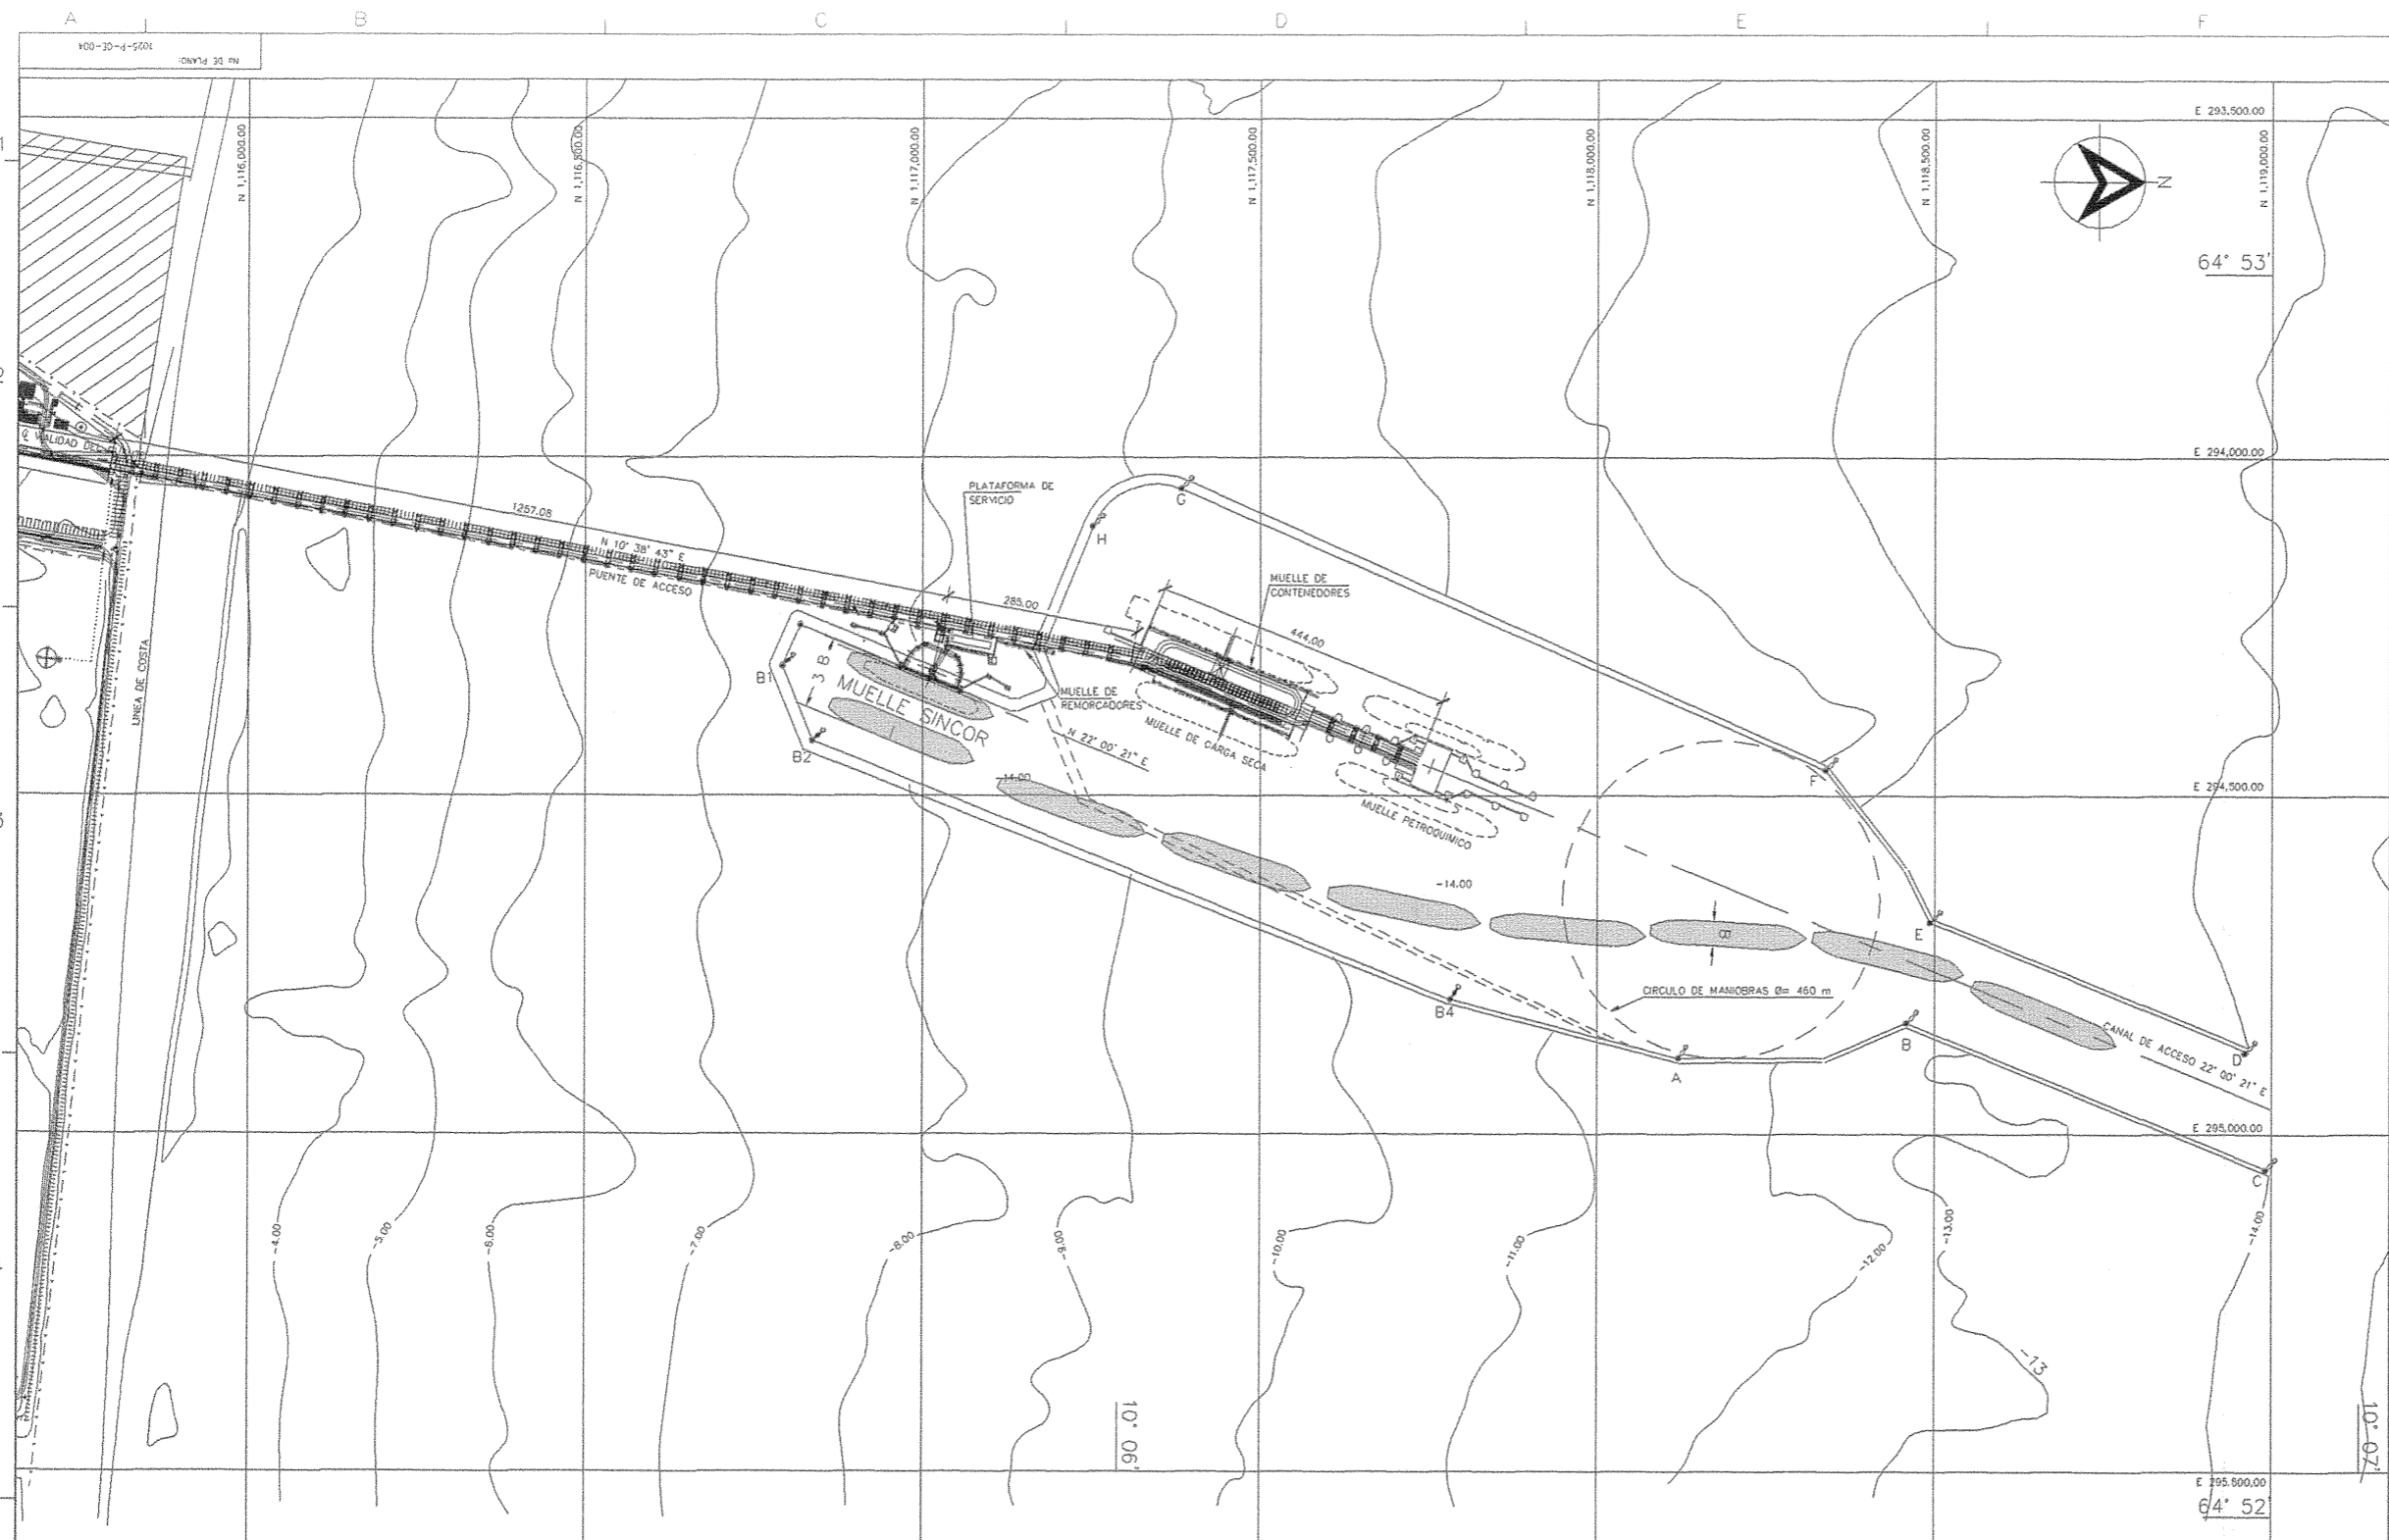 A
B
C
D
E
F
1025-P-CE-004
No DE PLANO:
1
E 293,500.00
N 1,116,000.00
N 1,116,500.00
N 1,117,000.00
N 1,117,500.00
N 1,118,000.00
N 1,118,500.00
N 1,119,000.00
N
64° 53'
2
E 294,000.00
℄ VIALIDAD DE
PLATAFORMA DE
SERVICIO
G
1257.08
H
N 10° 38' 43" E
PUENTE DE ACCESO
MUELLE DE
CONTENEDORES
285.00
444.00
LINEA DE COSTA
B1
3 B
MUELLE SINCOR
MUELLE DE
REMORCADORES
MUELLE DE CARGA SECA
N 22° 00' 21" E
B2
F
-14.00
E 294,500.00
MUELLE PETROQUIMICO
3
-14.00
B
E
CIRCULO DE MANIOBRAS Ø= 460 m
B4
CANAL DE ACCESO 22° 00' 21" E
B
D
A
E 295,000.00
C
-4.00
-5.00
-6.00
-7.00
-8.00
-9.00
-10.00
-11.00
-12.00
-13.00
-14.00
-13
10° 06'
10° 07'
E 295,500.00
64° 52'